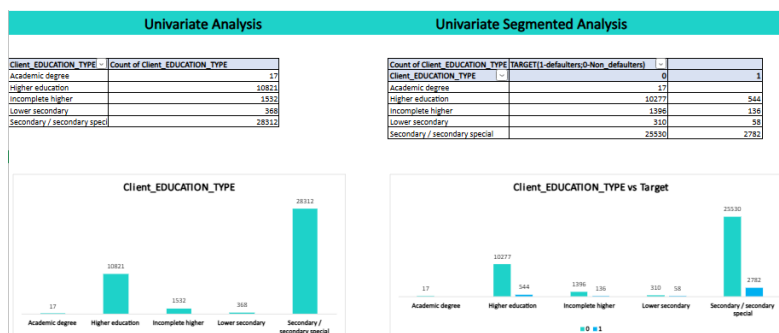 Univariate Analysis
Univariate Segmented Analysis
Client_EDUCATION_TYPE Count of Client_EDUCATION_TYPE
Academic degree 17
Higher education 10821
Incomplete higher 1532
Lower secondary 368
Secondary / secondary speci 28312
Count of Client_EDUCATION_TYPE TARGET(1-defaulters;0-Non_defaulters)
Client_EDUCATION_TYPE 0 1
Academic degree 17
Higher education 10277 544
Incomplete higher 1396 136
Lower secondary 310 58
Secondary / secondary special 25530 2782
Client_EDUCATION_TYPE
28312
10821
1532
368
17
Academic degree Higher education Incomplete higher Lower secondary Secondary /
secondary special
Client_EDUCATION_TYPE vs Target
25530
10277
2782
544
1396 136
310 58
17
Academic degree Higher education Incomplete higher Lower secondary Secondary / secondary
special
0 1